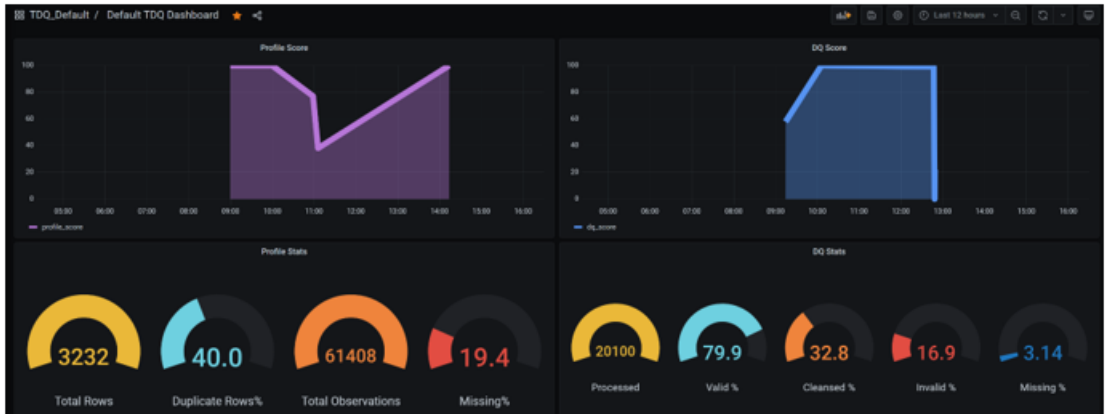 TDQ_Default / Default TDQ Dashboard
Last 12 hours
Profile Score
100
80
60
40
20
0
05:00 06:00 07:00 08:00 09:00 10:00 11:00 12:00 13:00 14:00 15:00 16:00
profile_score
DQ Score
100
80
60
40
20
0
05:00 06:00 07:00 08:00 09:00 10:00 11:00 12:00 13:00 14:00 15:00 16:00
dq_score
Profile Stats
3232 40.0 61408 19.4
Total Rows Duplicate Rows% Total Observations Missing%
DQ Stats
20100 79.9 32.8 16.9 3.14
Processed Valid % Cleansed % Invalid % Missing %